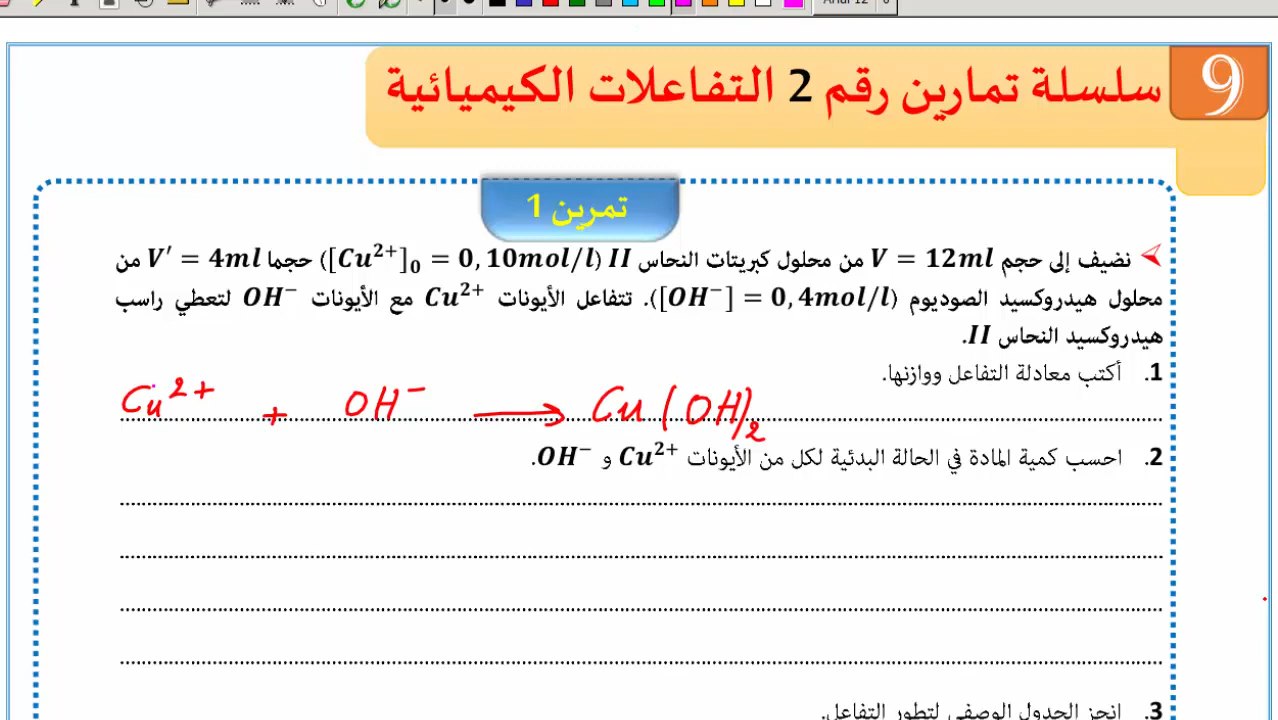 Arial 12
9
سلسلة تمارين رقم 2 التفاعلات الكيميائية
تمرين 1
نضيف إلى حجم V = 12ml من محلول كبريتات النحاس II ([Cu²⁺]₀ = 0,10mol/l) حجما V′ = 4ml من
محلول هيدروكسيد الصوديوم ([OH⁻] = 0,4mol/l). تتفاعل الأيونات Cu²⁺ مع الأيونات OH⁻ لتعطي راسب
هيدروكسيد النحاس II.
1. أكتب معادلة التفاعل ووازنها.
Cu²⁺ + OH⁻ → Cu(OH)₂
2. احسب كمية المادة في الحالة البدئية لكل من الأيونات Cu²⁺ و OH⁻.
3. انجز الجدول الوصفي لتطور التفاعل.